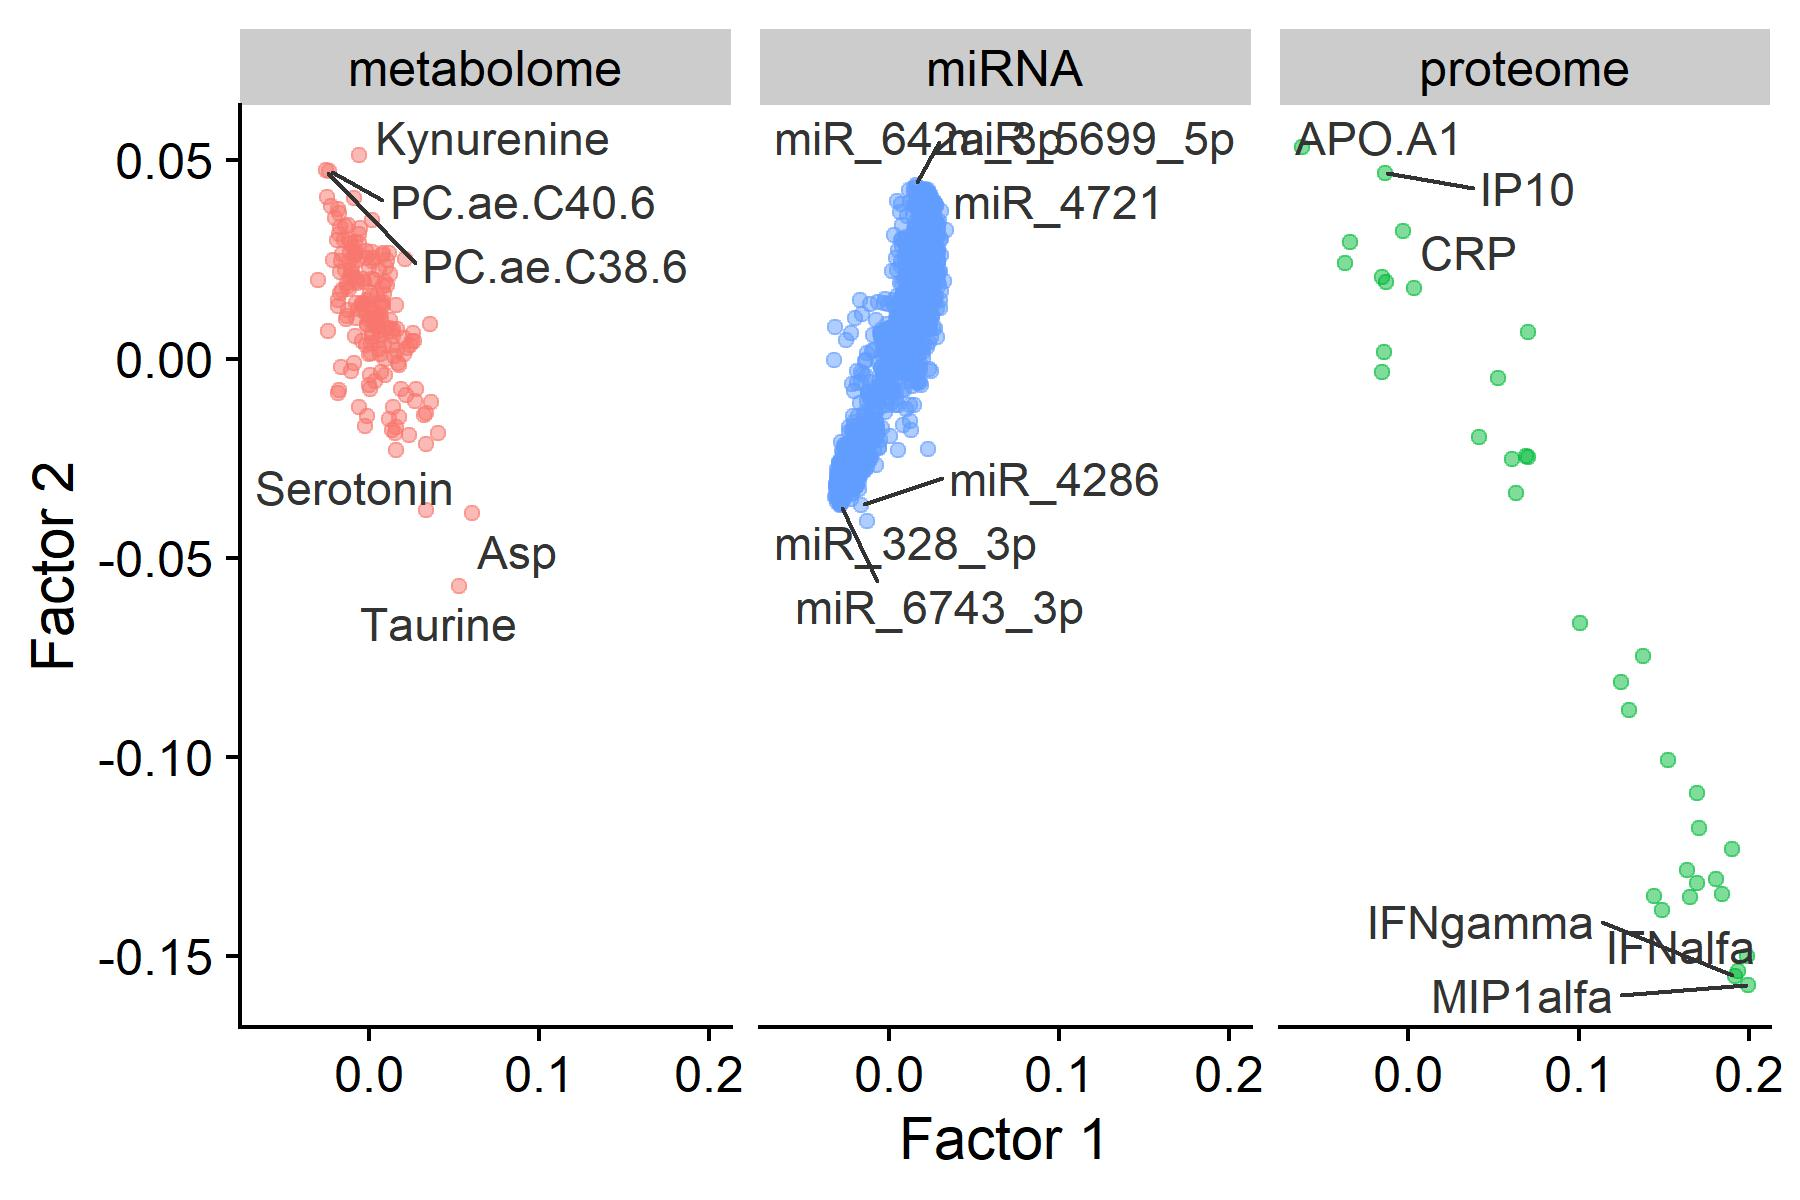 metabolome
miRNA
proteome
Factor 2
0.05
0.00
-0.05
-0.10
-0.15
Kynurenine
PC.ae.C40.6
PC.ae.C38.6
Serotonin
Asp
Taurine
miR_642a_3p
miR_5699_5p
miR_4721
miR_4286
miR_328_3p
miR_6743_3p
APO.A1
IP10
CRP
IFNgamma
IFNalfa
MIP1alfa
0.0 0.1 0.2
0.0 0.1 0.2
0.0 0.1 0.2
Factor 1